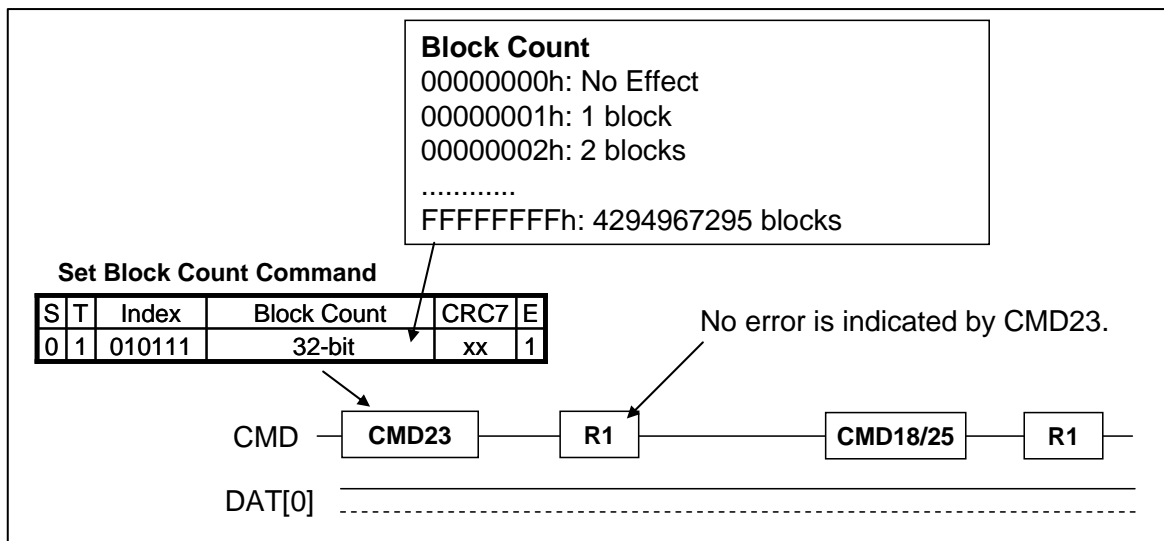 Block Count
00000000h: No Effect
00000001h: 1 block
00000002h: 2 blocks
............
FFFFFFFFh: 4294967295 blocks
Set Block Count Command
S T Index Block Count CRC7 E
0 1 010111 32-bit xx 1
No error is indicated by CMD23.
CMD CMD23 R1 CMD18/25 R1
DAT[0]